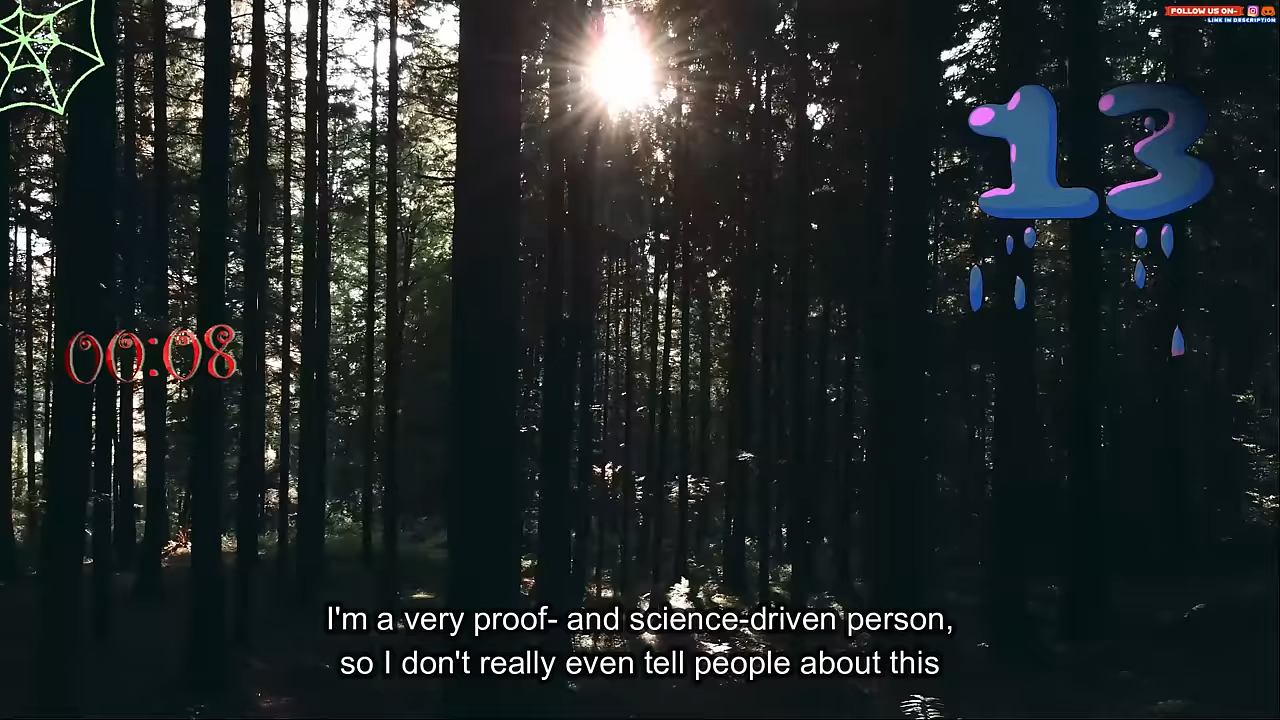 FOLLOW US ON-
-LINK IN DESCRIPTION
13
00:08
I'm a very proof- and science-driven person,
so I don't really even tell people about this